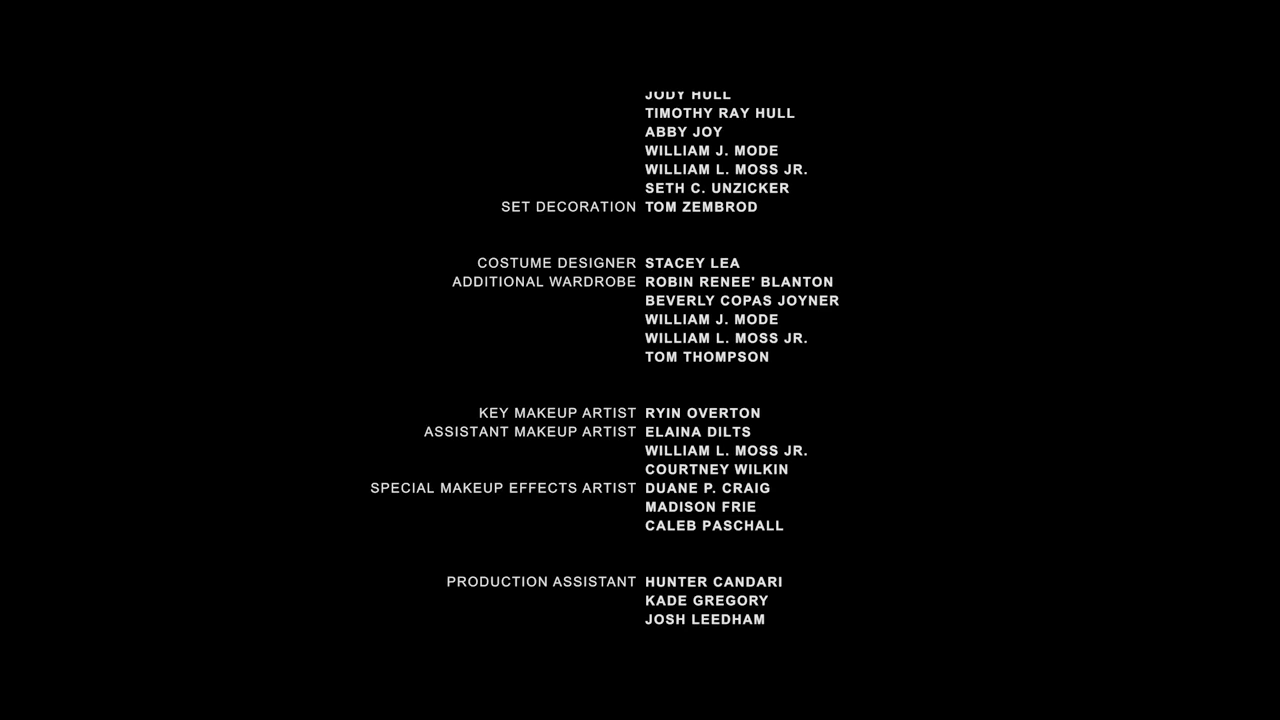 JODY HULL
TIMOTHY RAY HULL
ABBY JOY
WILLIAM J. MODE
WILLIAM L. MOSS JR.
SETH C. UNZICKER
SET DECORATION TOM ZEMBROD
COSTUME DESIGNER STACEY LEA
ADDITIONAL WARDROBE ROBIN RENEE' BLANTON
BEVERLY COPAS JOYNER
WILLIAM J. MODE
WILLIAM L. MOSS JR.
TOM THOMPSON
KEY MAKEUP ARTIST RYIN OVERTON
ASSISTANT MAKEUP ARTIST ELAINA DILTS
WILLIAM L. MOSS JR.
COURTNEY WILKIN
SPECIAL MAKEUP EFFECTS ARTIST DUANE P. CRAIG
MADISON FRIE
CALEB PASCHALL
PRODUCTION ASSISTANT HUNTER CANDARI
KADE GREGORY
JOSH LEEDHAM